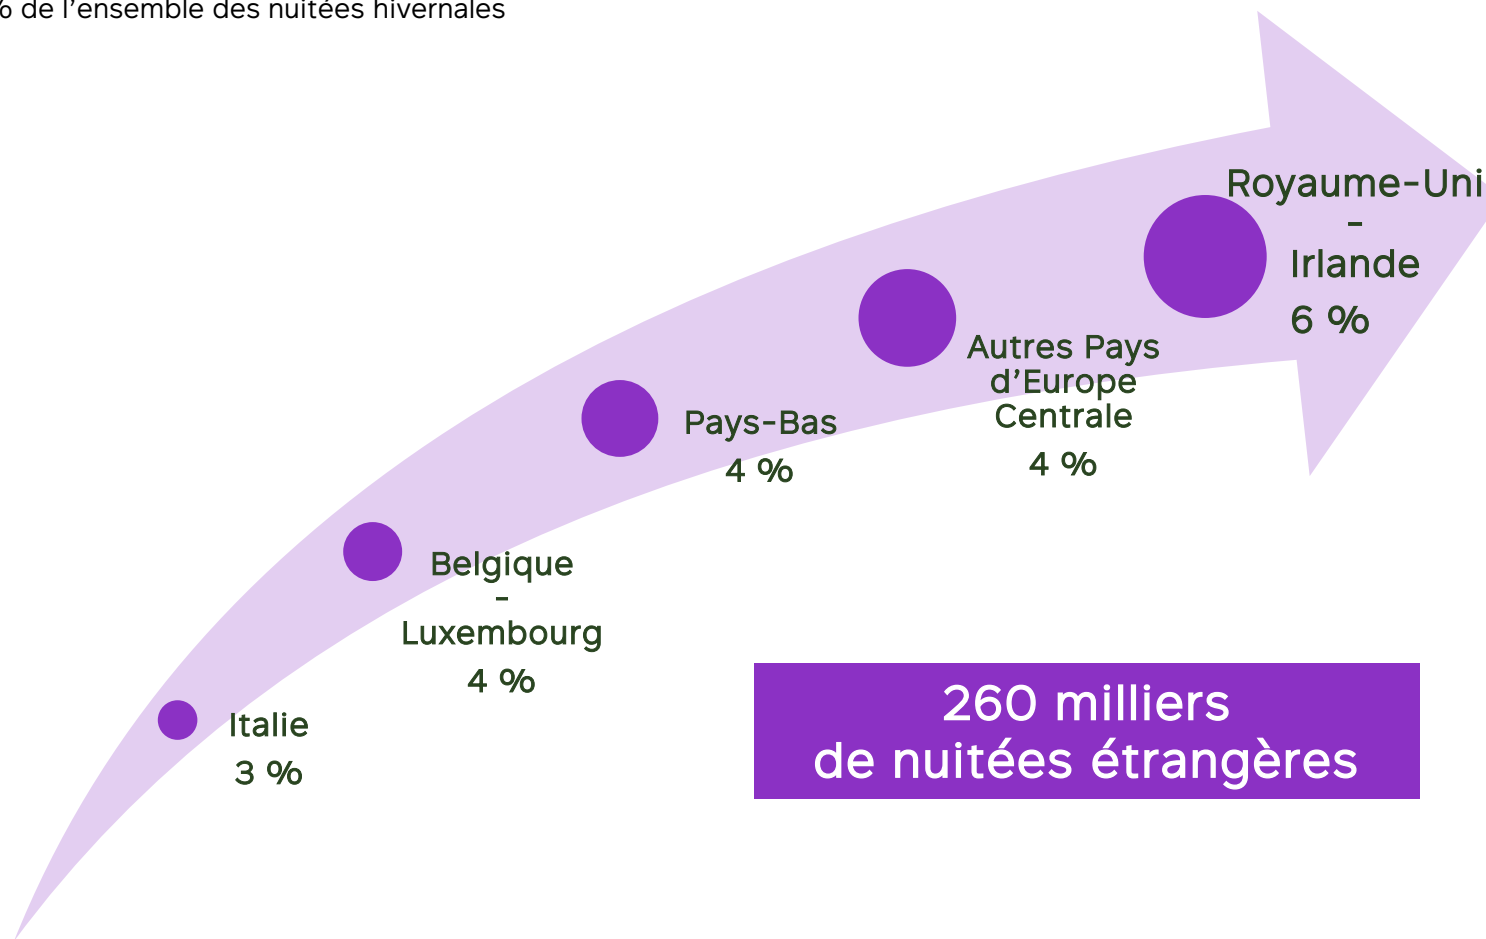 % de l’ensemble des nuitées hivernales
Royaume-Uni
-
Irlande
6 %
Autres Pays
d’Europe
Centrale
4 %
Pays-Bas
4 %
Belgique
-
Luxembourg
4 %
Italie
3 %
260 milliers
de nuitées étrangères